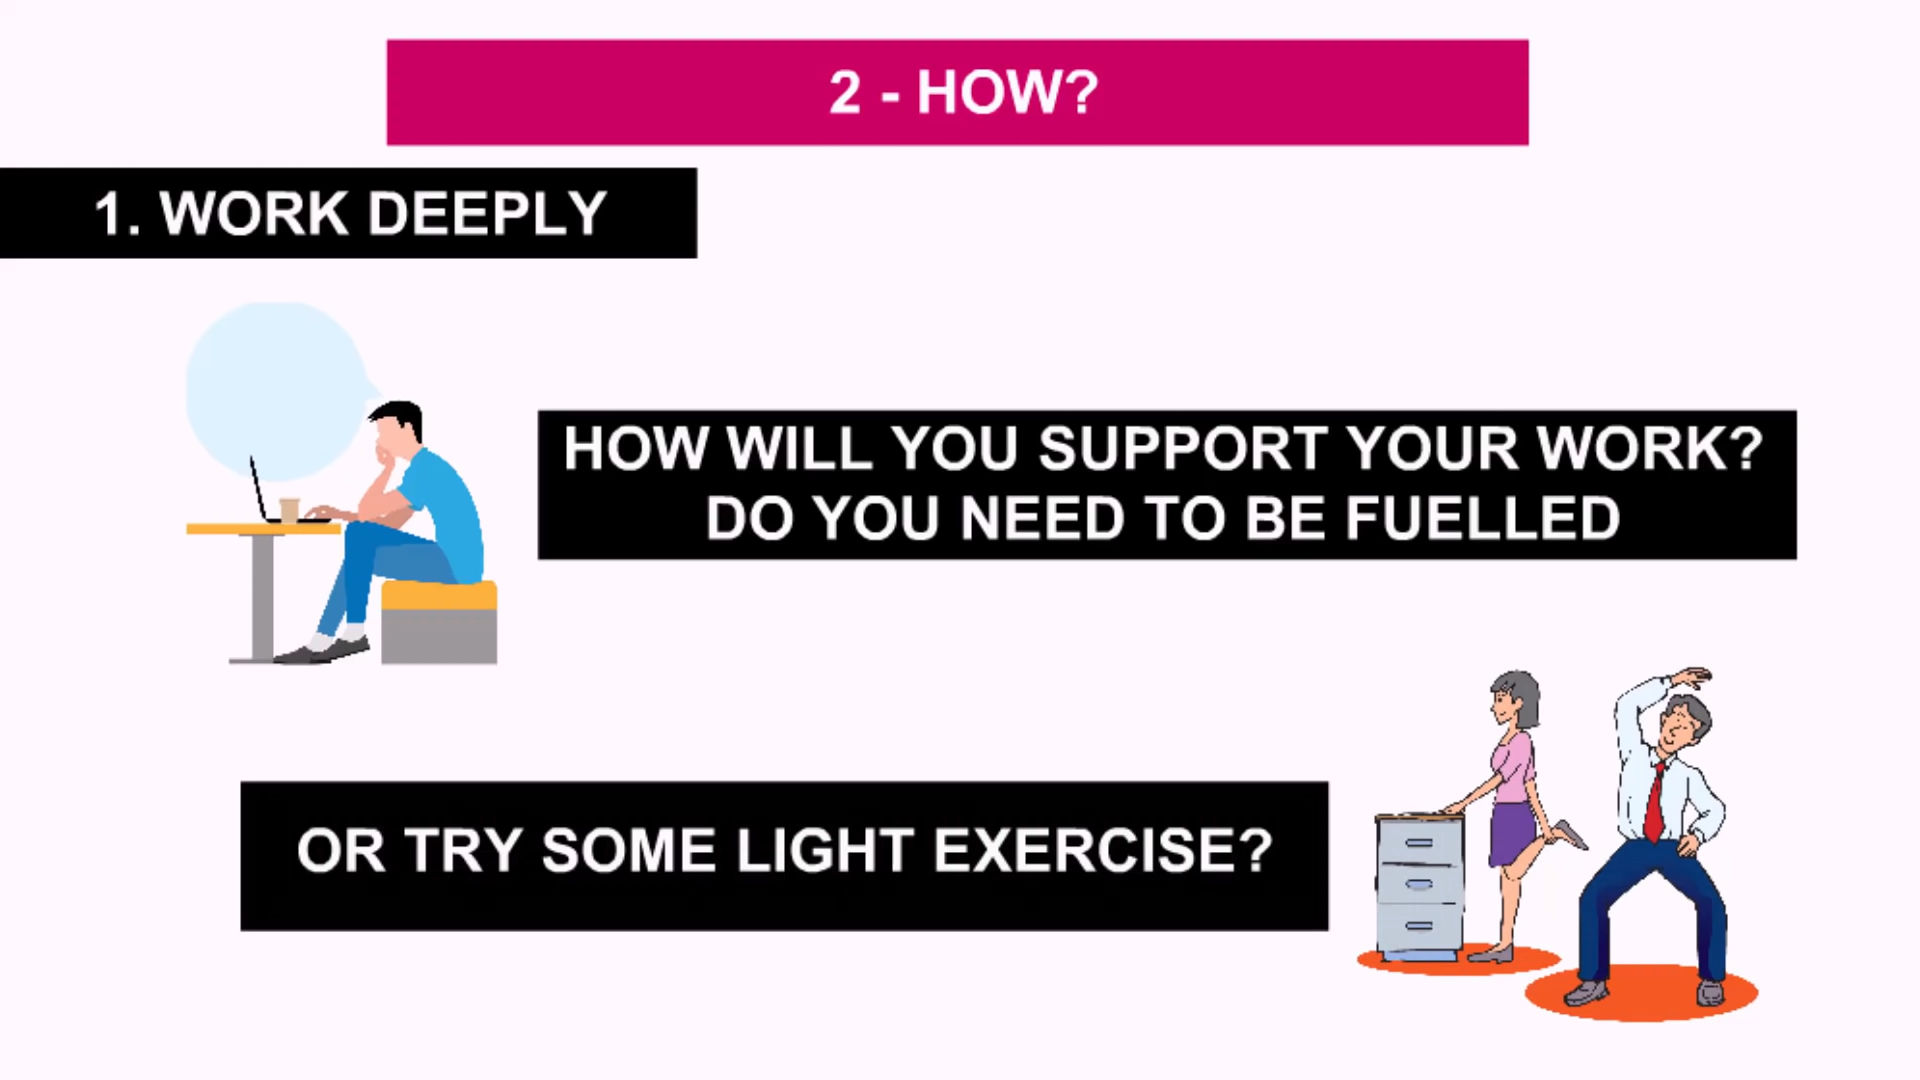 2 - HOW?
1. WORK DEEPLY
HOW WILL YOU SUPPORT YOUR WORK?
DO YOU NEED TO BE FUELLED
OR TRY SOME LIGHT EXERCISE?